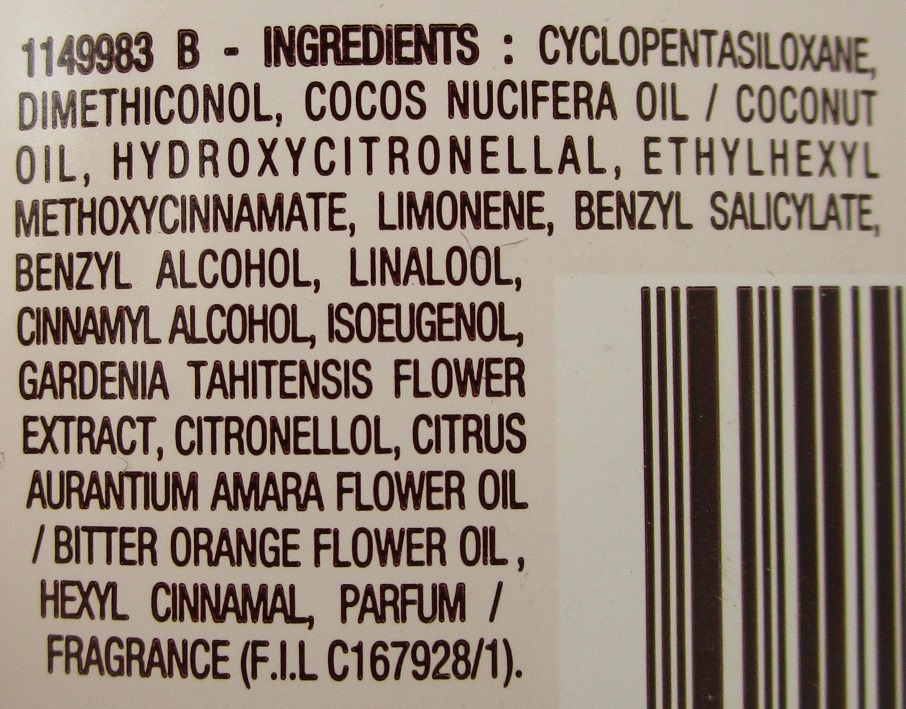 1149983 B - INGREDIENTS : CYCLOPENTASILOXANE,
DIMETHICONOL, COCOS NUCIFERA OIL / COCONUT
OIL, HYDROXYCITRONELLAL, ETHYLHEXYL
METHOXYCINNAMATE, LIMONENE, BENZYL SALICYLATE,
BENZYL ALCOHOL, LINALOOL,
CINNAMYL ALCOHOL, ISOEUGENOL,
GARDENIA TAHITENSIS FLOWER
EXTRACT, CITRONELLOL, CITRUS
AURANTIUM AMARA FLOWER OIL
/ BITTER ORANGE FLOWER OIL ,
HEXYL CINNAMAL, PARFUM /
FRAGRANCE (F.I.L C167928/1).